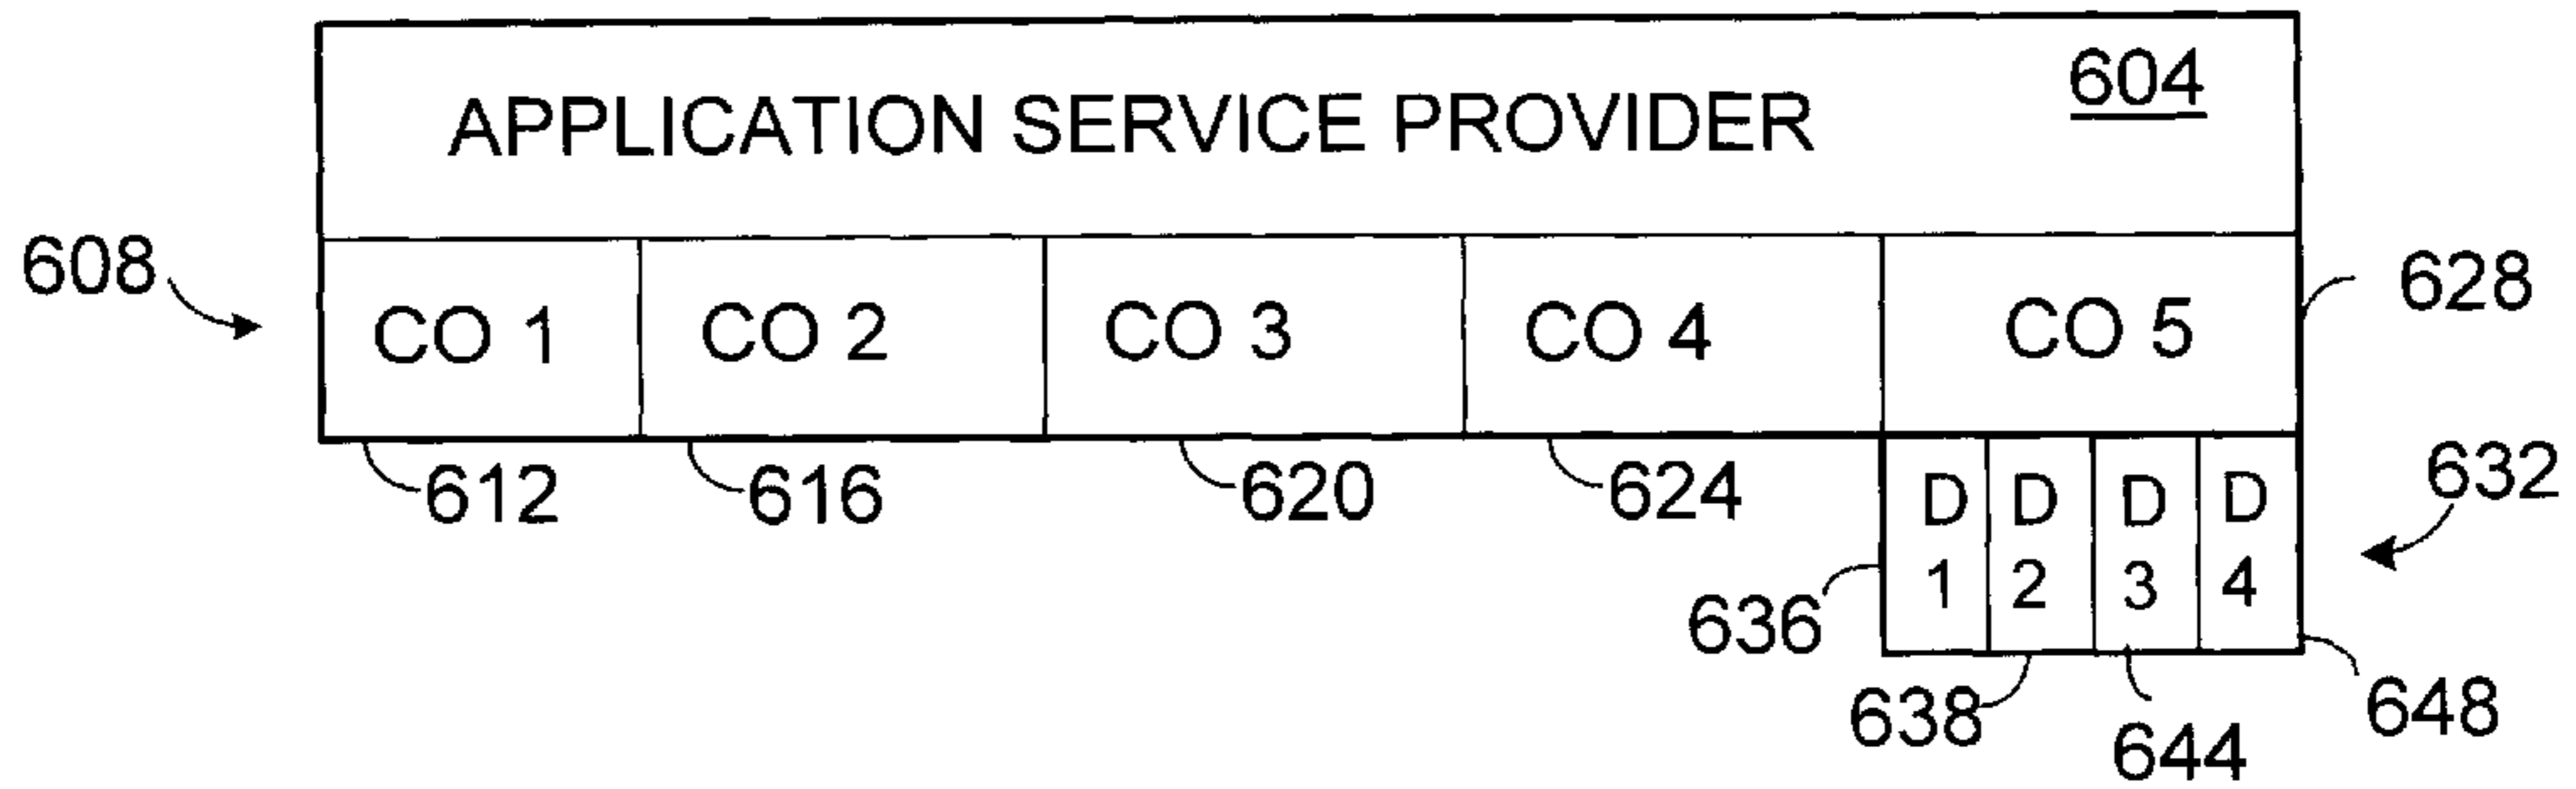 604
APPLICATION SERVICE PROVIDER
608
CO 1 CO 2 CO 3 CO 4 CO 5
628
612 616 620 624
632
D 1
D 2
D 3
D 4
636
638
644
648